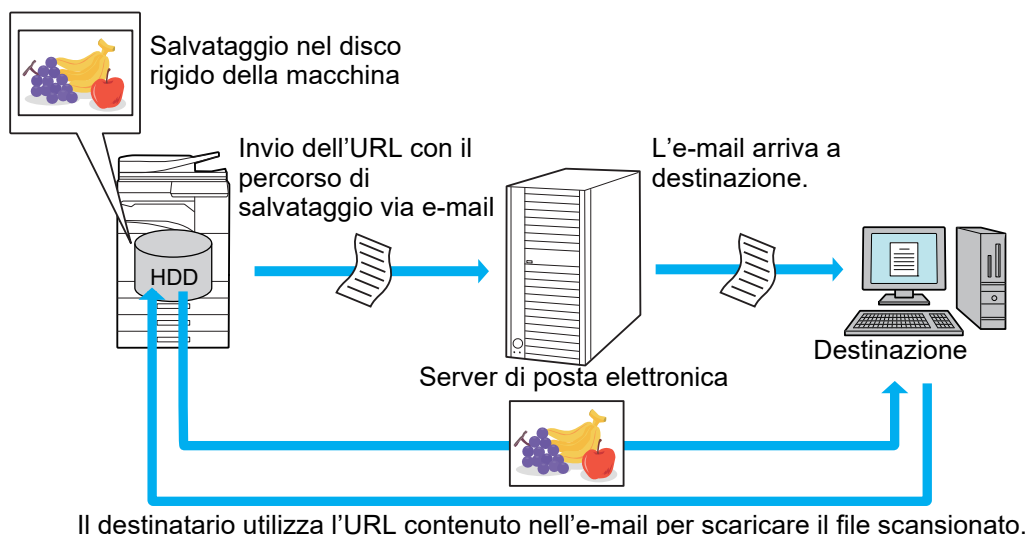 Salvataggio nel disco
rigido della macchina
Invio dell'URL con il
percorso di
salvataggio via e-mail
L'e-mail arriva a
destinazione.
HDD
Destinazione
Server di posta elettronica
Il destinatario utilizza l'URL contenuto nell'e-mail per scaricare il file scansionato.